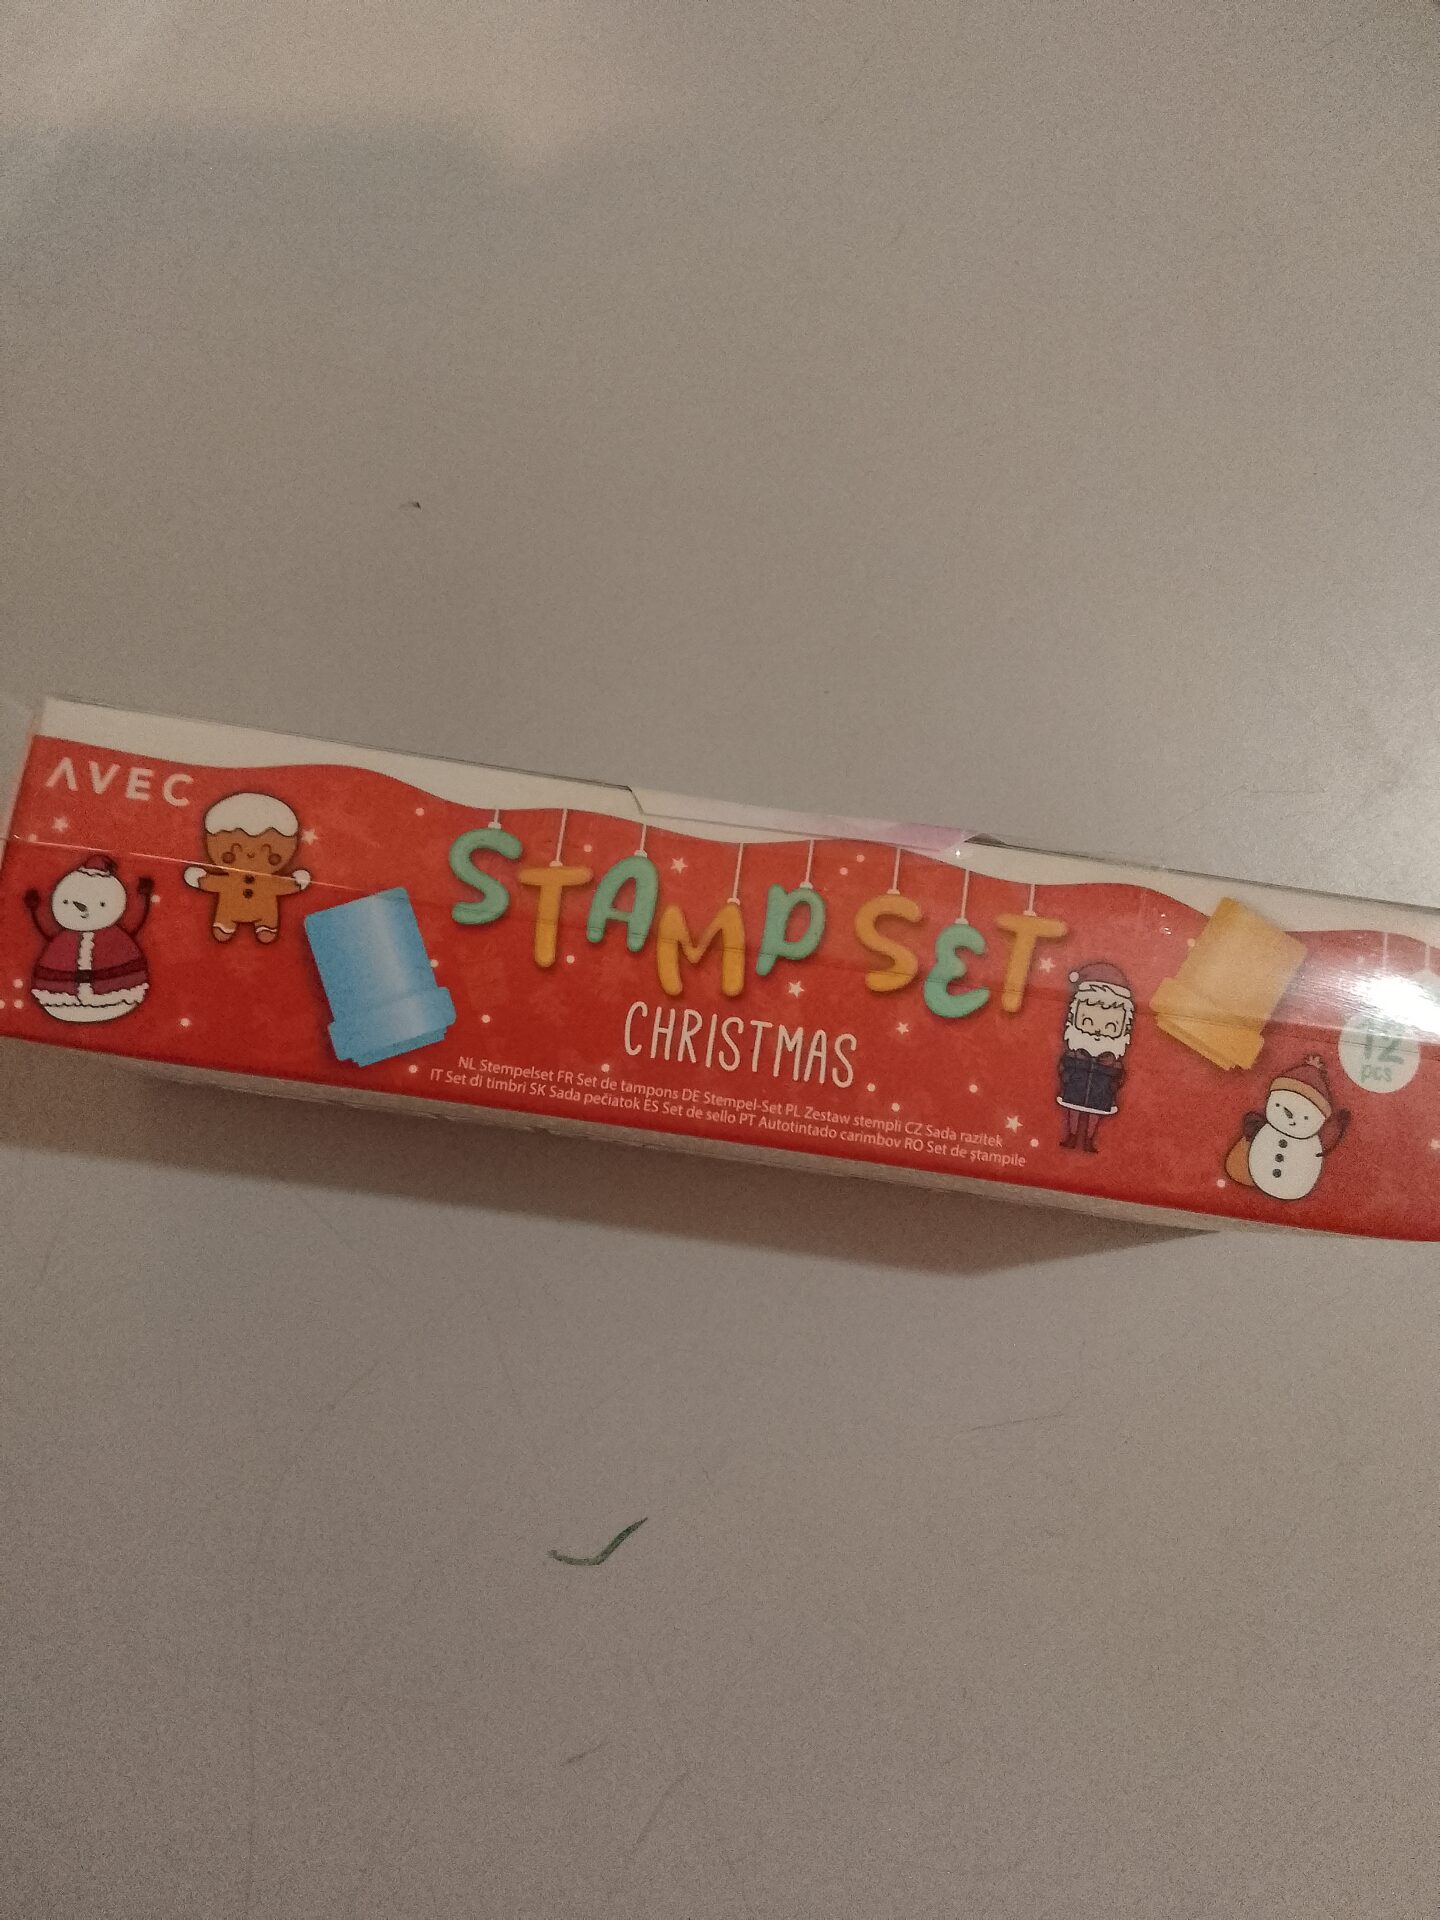 AVEC
STAMP SET
CHRISTMAS
NL Stempelset FR Set de tampons DE Stempel-Set PL Zestaw stempli CZ Sada razitek
IT Set di timbri SK Sada pečiatok ES Set de sello PT Autotintado carimbov RO Set de ștampile
12
pcs